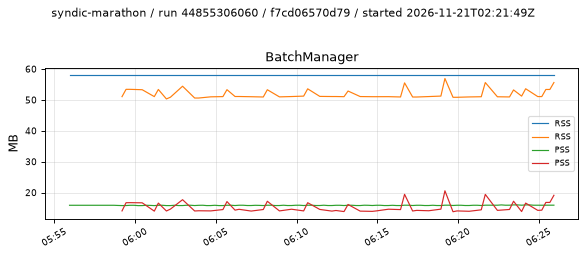 syndic-marathon / run 44855306060 / f7cd06570d79 / started 2026-11-21T02:21:49Z
BatchManager
MB
60
50
40
30
20
RSS
RSS
PSS
PSS
05:55
06:00
06:05
06:10
06:15
06:20
06:25